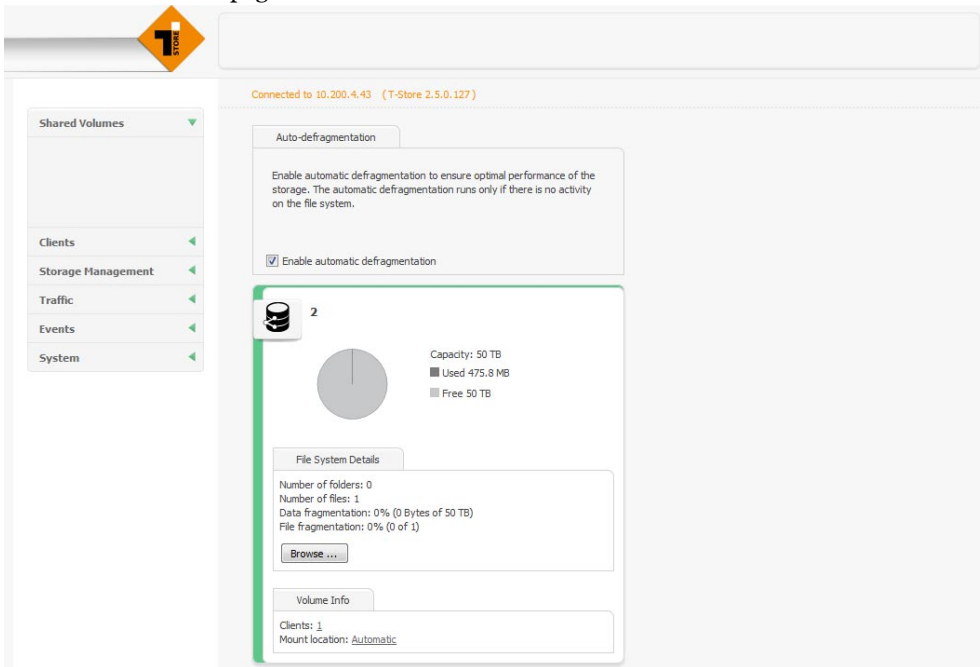 STORE
Connected to 10.200.4.43 (T-Store 2.5.0.127)
Shared Volumes
Clients
Storage Management
Traffic
Events
System
Auto-defragmentation
Enable automatic defragmentation to ensure optimal performance of the
storage. The automatic defragmentation runs only if there is no activity
on the file system.
Enable automatic defragmentation
2
Capacity: 50 TB
Used 475.8 MB
Free 50 TB
File System Details
Number of folders: 0
Number of files: 1
Data fragmentation: 0% (0 Bytes of 50 TB)
File fragmentation: 0% (0 of 1)
Browse ...
Volume Info
Clients: 1
Mount location: Automatic